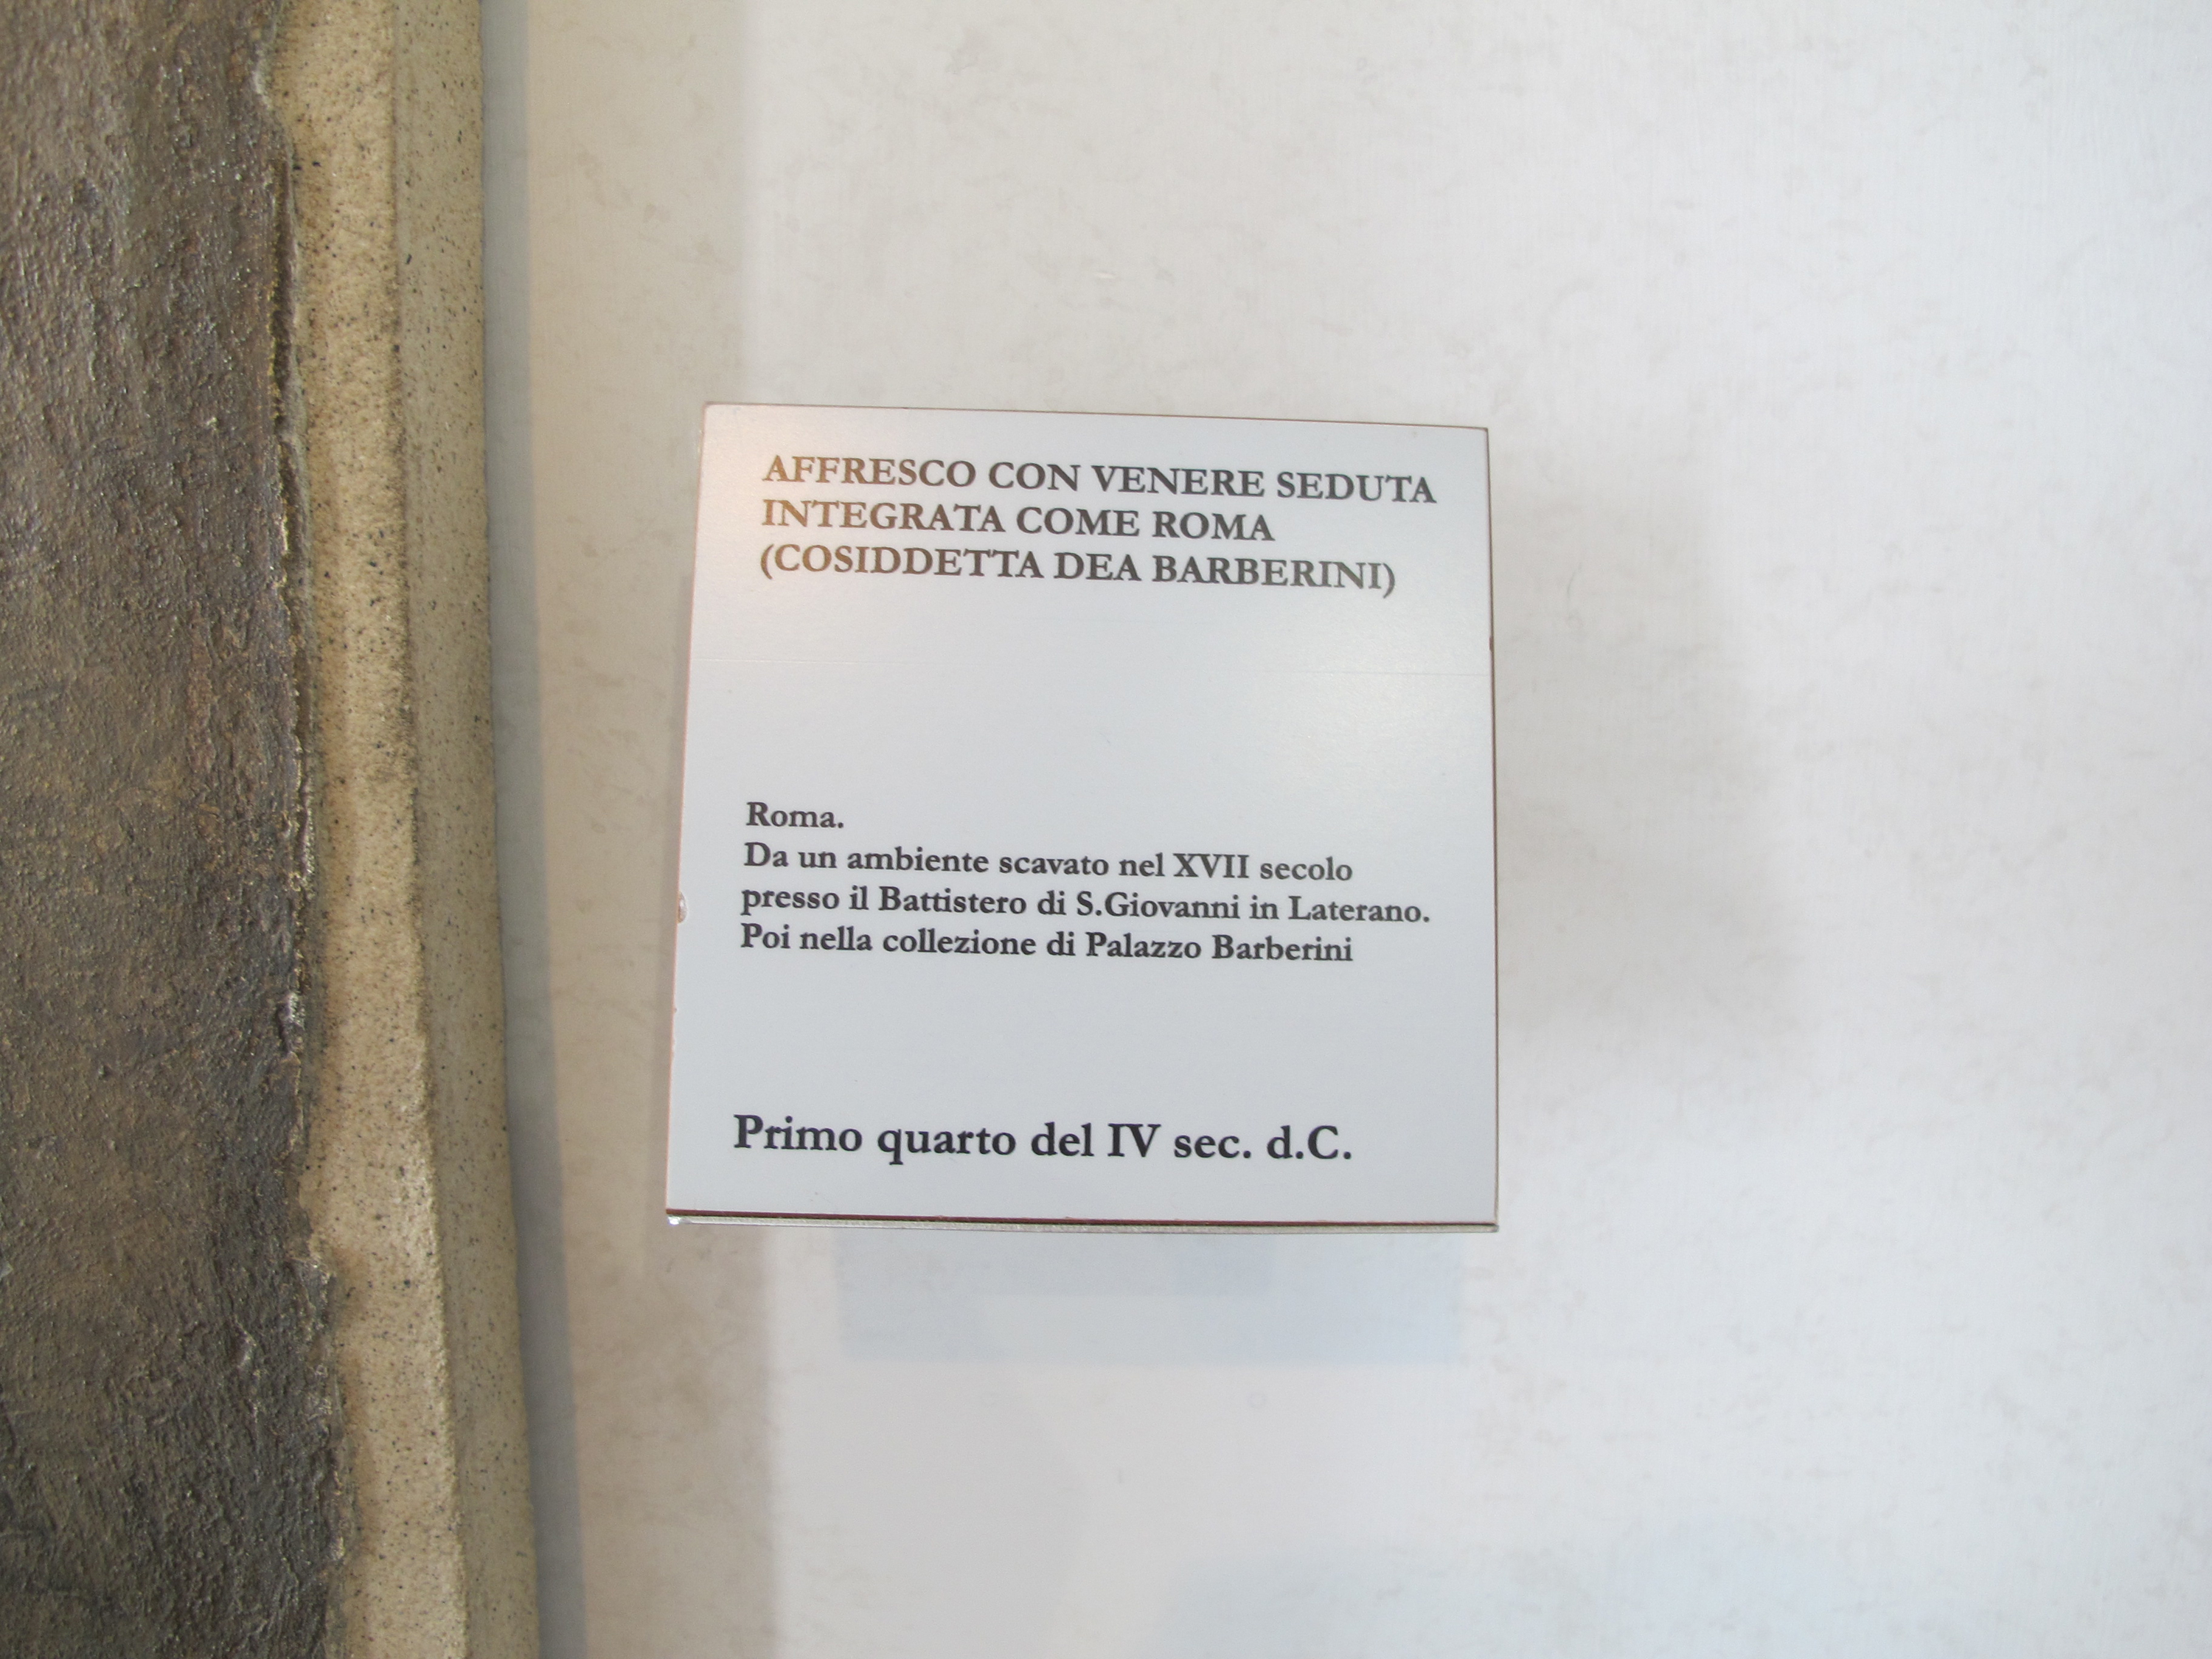 AFFRESCO CON VENERE SEDUTA
INTEGRATA COME ROMA
(COSIDDETTA DEA BARBERINI)
Roma.
Da un ambiente scavato nel XVII secolo
presso il Battistero di S.Giovanni in Laterano.
Poi nella collezione di Palazzo Barberini
Primo quarto del IV sec. d.C.